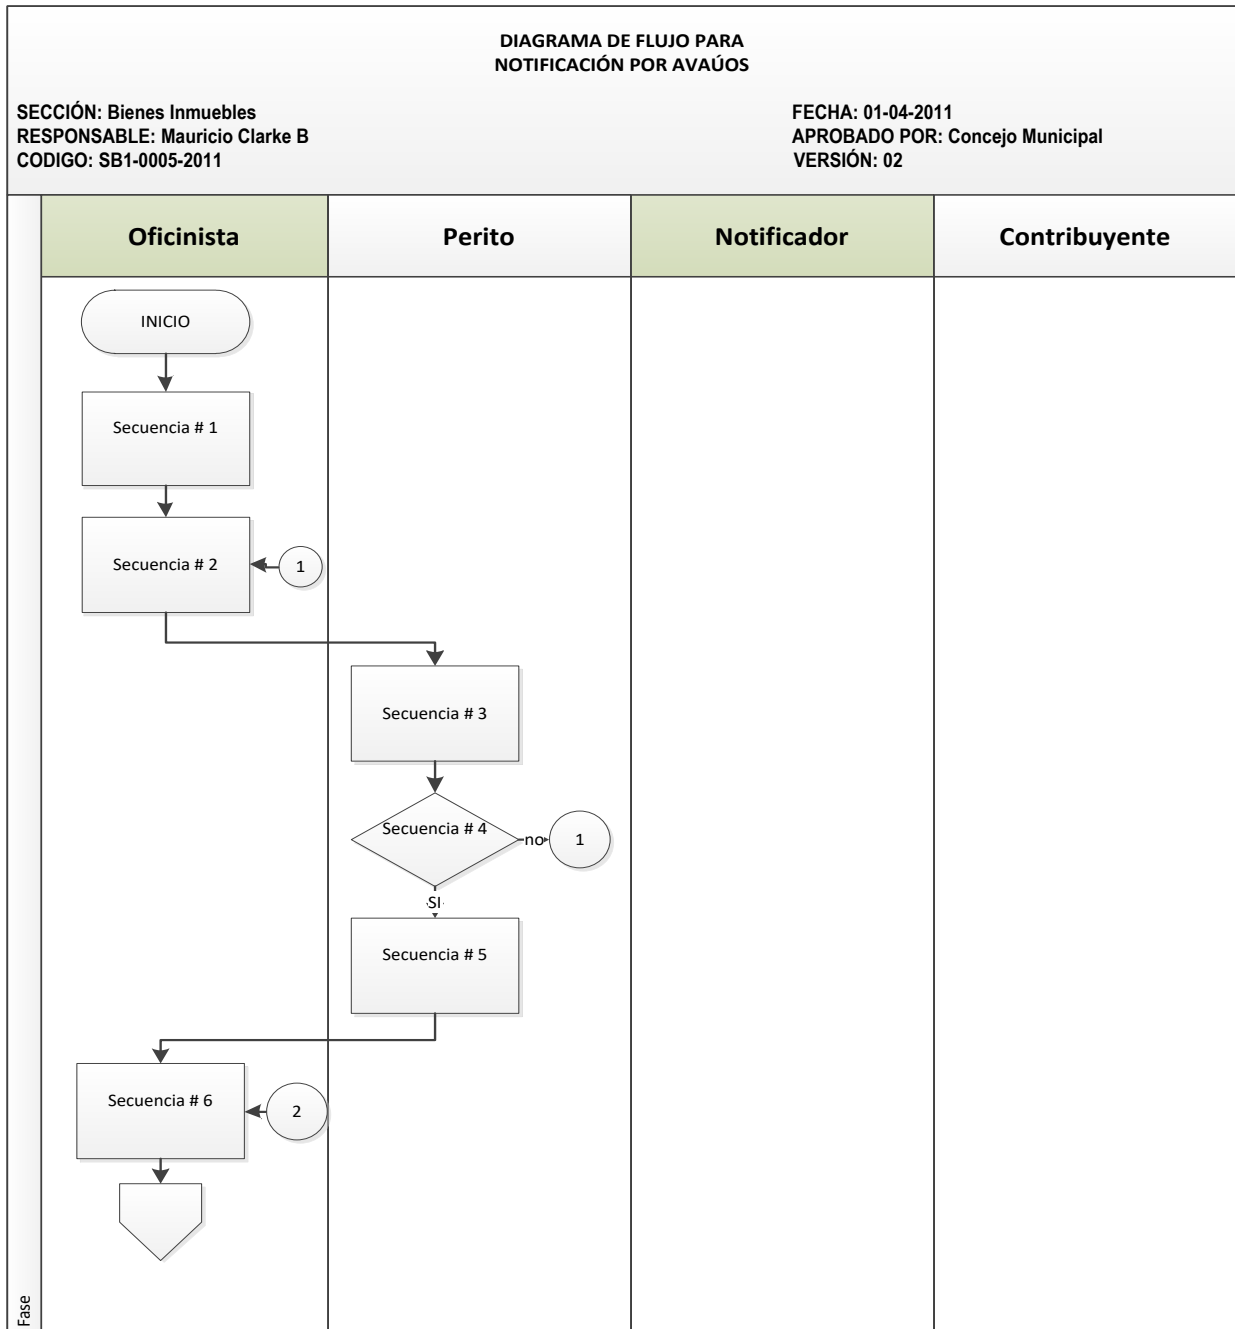 DIAGRAMA DE FLUJO PARA
NOTIFICACIÓN POR AVAÚOS
SECCIÓN: Bienes Inmuebles
RESPONSABLE: Mauricio Clarke B
CODIGO: SB1-0005-2011
FECHA: 01-04-2011
APROBADO POR: Concejo Municipal
VERSIÓN: 02
Oficinista
Perito
Notificador
Contribuyente
INICIO
Secuencia # 1
Secuencia # 2
1
Secuencia # 3
Secuencia # 4
no
1
SI
Secuencia # 5
Secuencia # 6
2
Fase